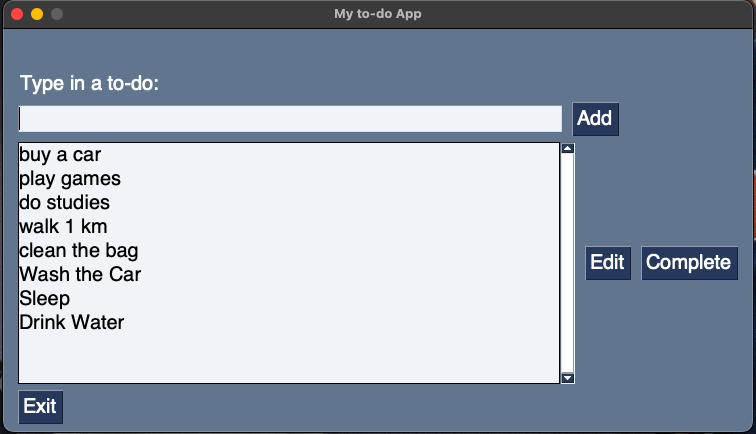 My to-do App
Type in a to-do:
Add
buy a car
play games
do studies
walk 1 km
clean the bag
Wash the Car
Sleep
Drink Water
Edit
Complete
Exit